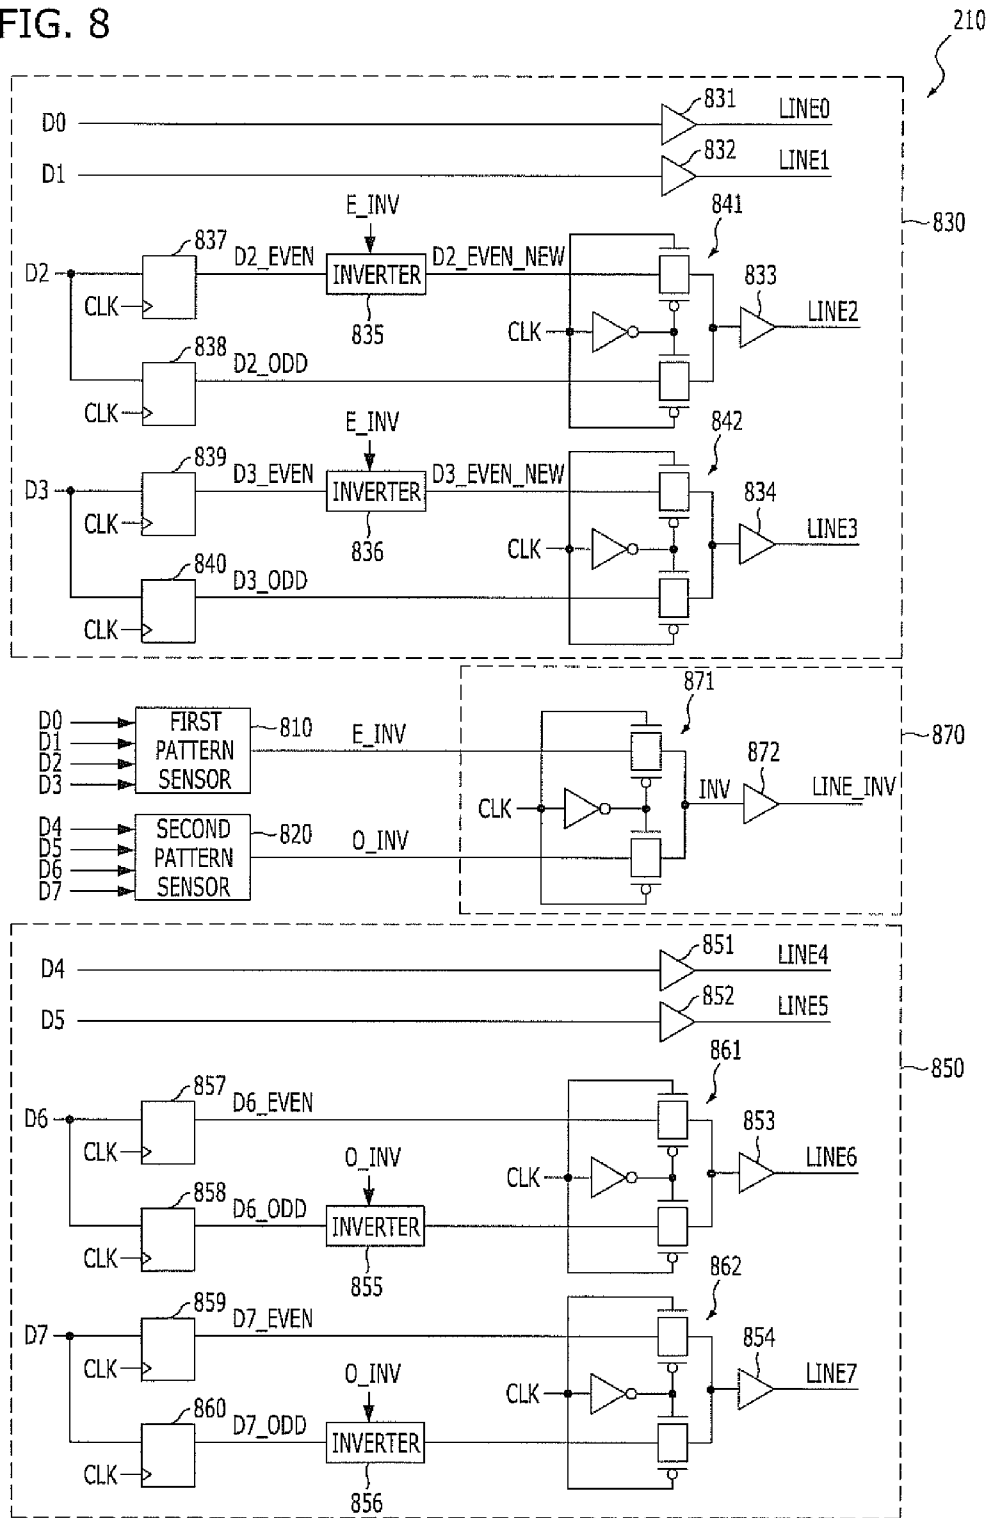 FIG. 8
210
D0
831
LINE0
D1
832
LINE1
830
E_INV
841
D2
837
D2_EVEN
INVERTER
D2_EVEN_NEW
833
CLK
835
CLK
LINE2
838
D2_ODD
CLK
E_INV
842
D3
839
D3_EVEN
INVERTER
D3_EVEN_NEW
834
CLK
836
CLK
LINE3
840
D3_ODD
CLK
871
D0
D1
D2
D3
FIRST
PATTERN
SENSOR
810
E_INV
870
872
CLK
INV
LINE_INV
D4
D5
D6
D7
SECOND
PATTERN
SENSOR
820
O_INV
D4
851
LINE4
D5
852
LINE5
850
861
D6
857
D6_EVEN
853
CLK
O_INV
CLK
LINE6
858
D6_ODD
INVERTER
CLK
855
862
D7
859
D7_EVEN
854
CLK
O_INV
CLK
LINE7
860
D7_ODD
INVERTER
CLK
856